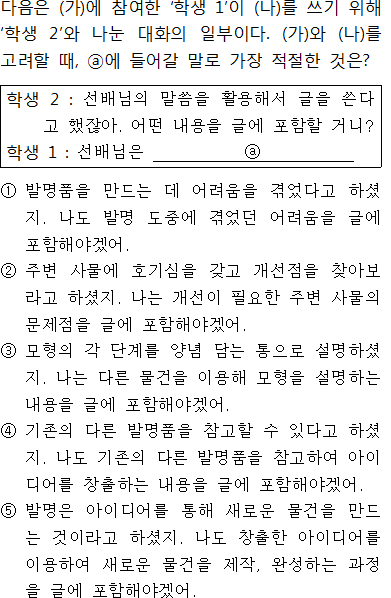 다음은 (가)에 참여한 ‘학생 1’이 (나)를 쓰기 위해
‘학생 2’와 나눈 대화의 일부이다. (가)와 (나)를
고려할 때, ⓐ에 들어갈 말로 가장 적절한 것은?
학생 2 : 선배님의 말씀을 활용해서 글을 쓴다
고 했잖아. 어떤 내용을 글에 포함할 거니?
학생 1 : 선배님은 ⓐ
① 발명품을 만드는 데 어려움을 겪었다고 하셨
지. 나도 발명 도중에 겪었던 어려움을 글에
포함해야겠어.
② 주변 사물에 호기심을 갖고 개선점을 찾아보
라고 하셨지. 나는 개선이 필요한 주변 사물의
문제점을 글에 포함해야겠어.
③ 모형의 각 단계를 양념 담는 통으로 설명하셨
지. 나는 다른 물건을 이용해 모형을 설명하는
내용을 글에 포함해야겠어.
④ 기존의 다른 발명품을 참고할 수 있다고 하셨
지. 나도 기존의 다른 발명품을 참고하여 아이
디어를 창출하는 내용을 글에 포함해야겠어.
⑤ 발명은 아이디어를 통해 새로운 물건을 만드
는 것이라고 하셨지. 나도 창출한 아이디어를
이용하여 새로운 물건을 제작, 완성하는 과정
을 글에 포함해야겠어.